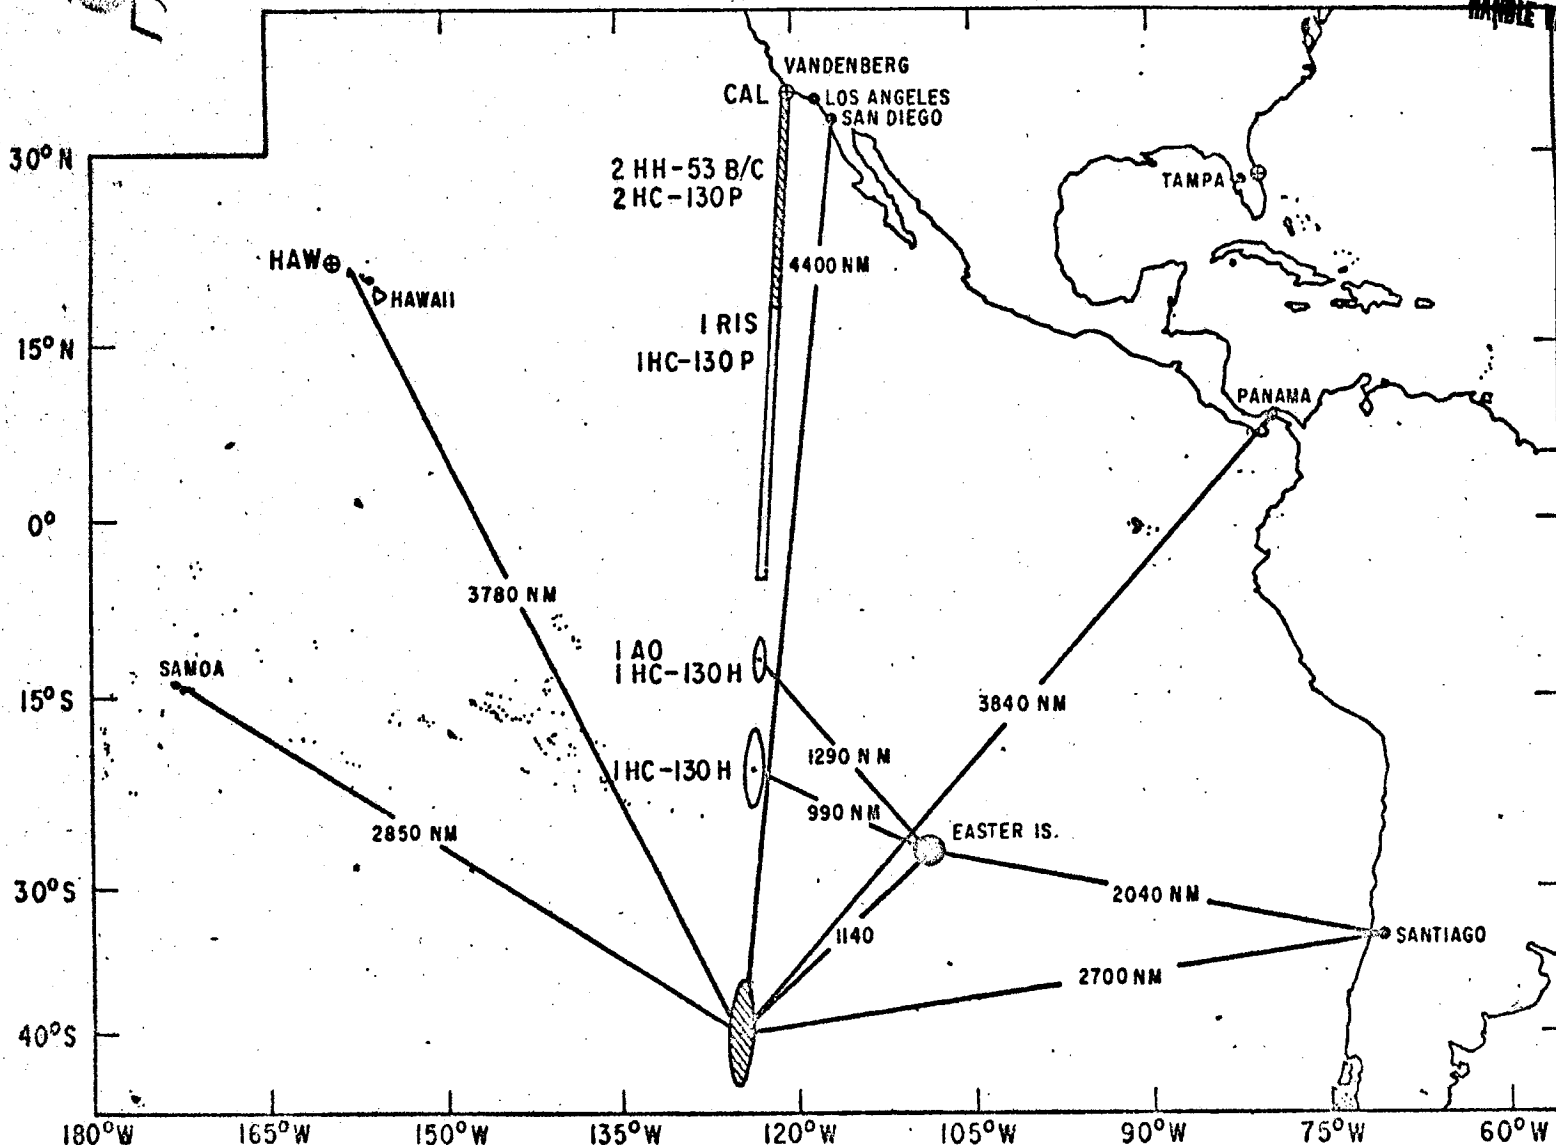 HANDLE
VANDENBERG
CAL
LOS ANGELES
SAN DIEGO
30° N
2 HH-53 B/C
2 HC-130 P
TAMPA
HAW
HAWAII
4400 NM
15° N
1 RIS
1 HC-130 P
PANAMA
0°
3780 NM
SAMOA
1 AO
1 HC-130 H
15° S
3840 NM
1290 NM
1 HC-130 H
990 NM
2850 NM
EASTER IS.
30° S
2040 NM
1140
SANTIAGO
2700 NM
40° S
180° W 165° W 150° W 135° W 120° W 105° W 90° W 75° W 60° W